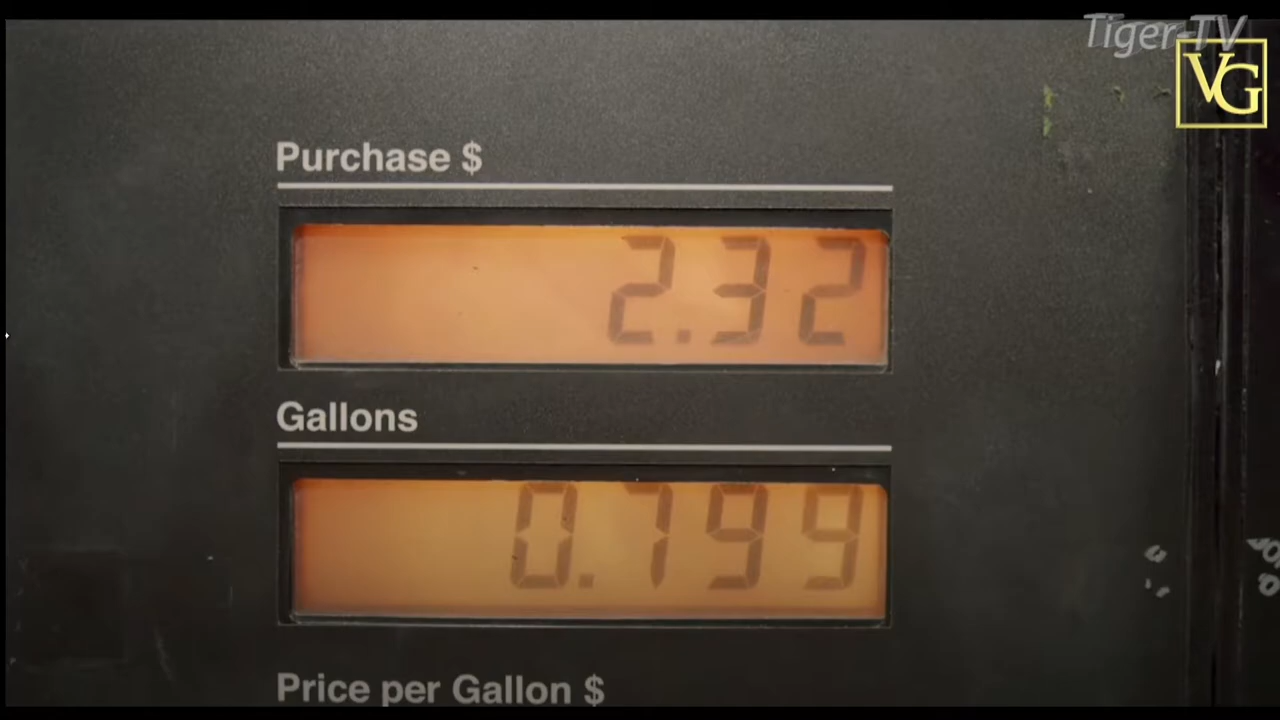 Tiger-TV
VG
Purchase $
2.32
Gallons
0.799
Price per Gallon $